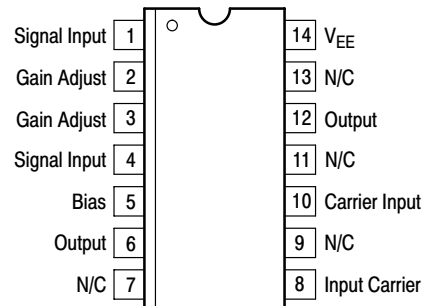 Signal Input 1
Gain Adjust 2
Gain Adjust 3
Signal Input 4
Bias 5
Output 6
N/C 7
14 VEE
13 N/C
12 Output
11 N/C
10 Carrier Input
9 N/C
8 Input Carrier